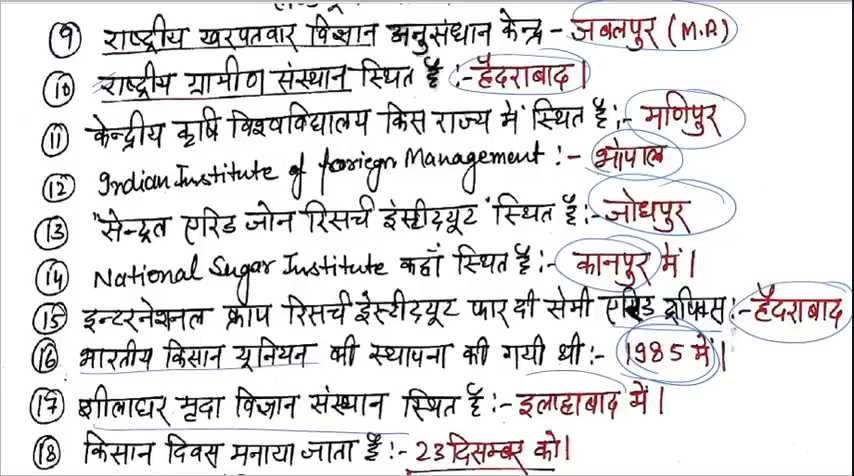 ⑨ राष्ट्रीय खरपतवार विज्ञान अनुसंधान केन्द्र - जबलपुर (M.P.)
⑩ राष्ट्रीय ग्रामीण संस्थान स्थित है :- हैदराबाद।
⑪ केन्द्रीय कृषि विश्वविद्यालय किस राज्य में स्थित है:- मणिपुर
⑫ Indian Institute of foriegn Management :- भोपाल
⑬ "सेन्ट्रल एरिड जोन रिसर्च इंस्टीट्यूट" स्थित है:- जोधपुर
⑭ National Sugar Institute कहाँ स्थित है:- कानपुर में।
⑮ इन्टरनेशनल क्राप रिसर्च इंस्टीट्यूट फार दी सेमी एरिड ट्रापिक्स :- हैदराबाद
⑯ भारतीय किसान यूनियन की स्थापना की गयी थी:- 1985 में।
⑰ शीलाधर मृदा विज्ञान संस्थान स्थित है:- इलाहाबाद में।
⑱ किसान दिवस मनाया जाता है:- 23 दिसम्बर को।